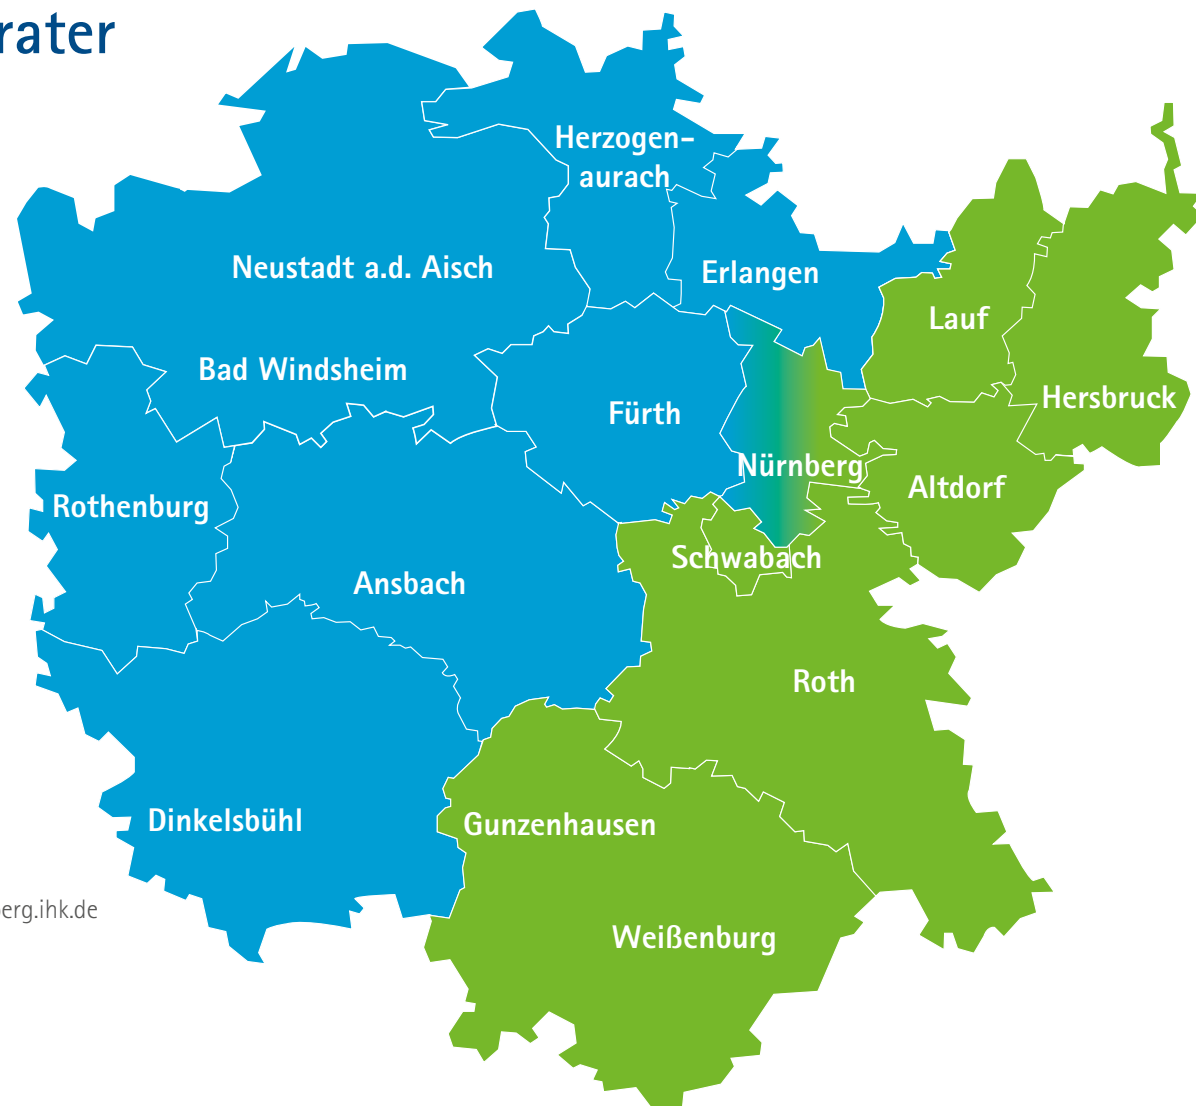 rater
Herzogen-
aurach
Neustadt a.d. Aisch
Erlangen
Lauf
Bad Windsheim
Hersbruck
Fürth
Nürnberg
Altdorf
Rothenburg
Schwabach
Ansbach
Roth
Dinkelsbühl
Gunzenhausen
erg.ihk.de
Weißenburg